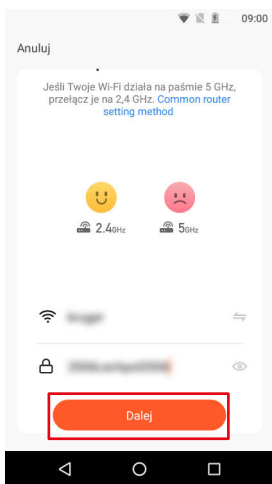 09:00
Anuluj
Jeśli Twoje Wi-Fi działa na paśmie 5 GHz,
przełącz je na 2,4 GHz. Common router
setting method
2.4GHz 5GHz
Dalej